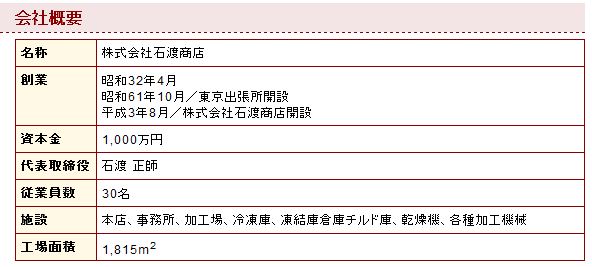 会社概要
名称 株式会社石渡商店
創業 昭和32年4月
昭和61年10月／東京出張所開設
平成3年8月／株式会社石渡商店開設
資本金 1,000万円
代表取締役 石渡 正師
従業員数 30名
施設 本店、事務所、加工場、冷凍庫、凍結庫倉庫チルド庫、乾燥機、各種加工機械
工場面積 1,815m²